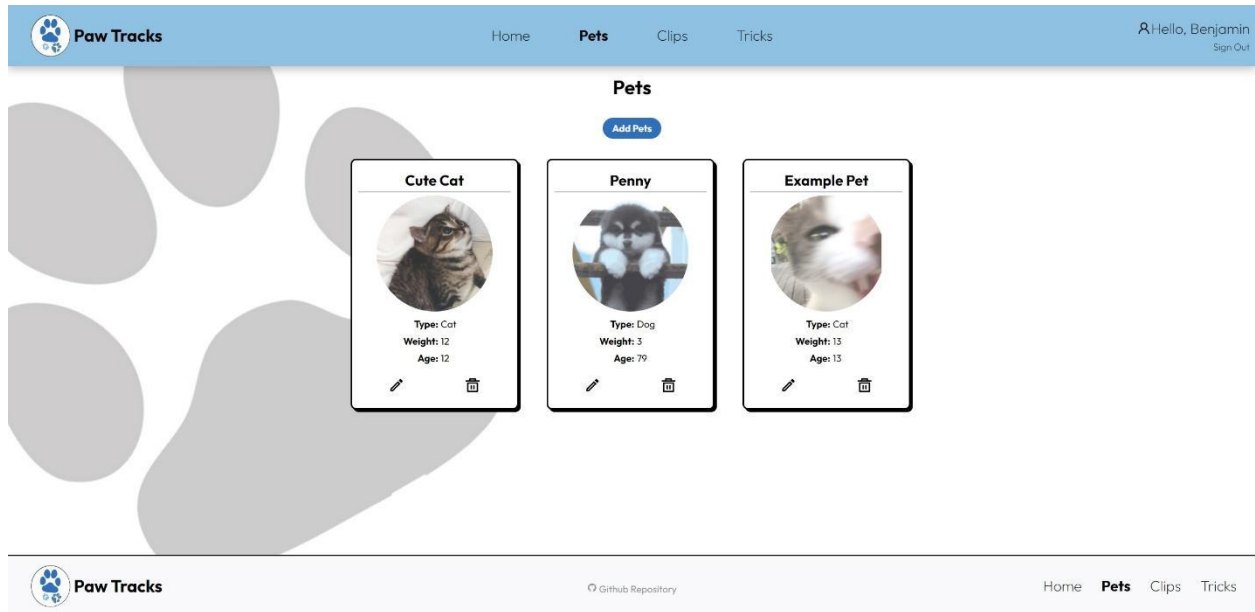 Paw Tracks
Home Pets Clips Tricks
Hello, Benjamin
Sign Out
Pets
Add Pets
Cute Cat
Type: Cat
Weight: 12
Age: 12
Penny
Type: Dog
Weight: 3
Age: 79
Example Pet
Type: Cat
Weight: 13
Age: 13
Paw Tracks
Github Repository
Home Pets Clips Tricks